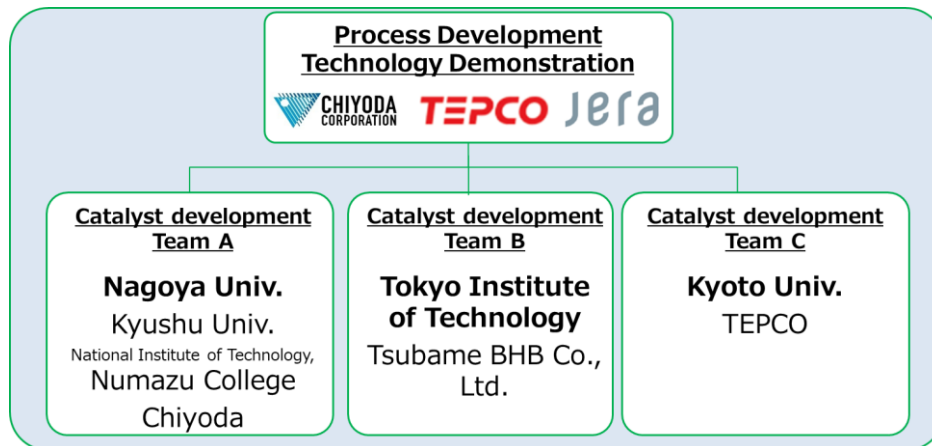 Process Development
Technology Demonstration
CHIYODA
CORPORATION
TEPCO
Jera
Catalyst development
Team A
Nagoya Univ.
Kyushu Univ.
National Institute of Technology,
Numazu College
Chiyoda
Catalyst development
Team B
Tokyo Institute
of Technology
Tsubame BHB Co.,
Ltd.
Catalyst development
Team C
Kyoto Univ.
TEPCO